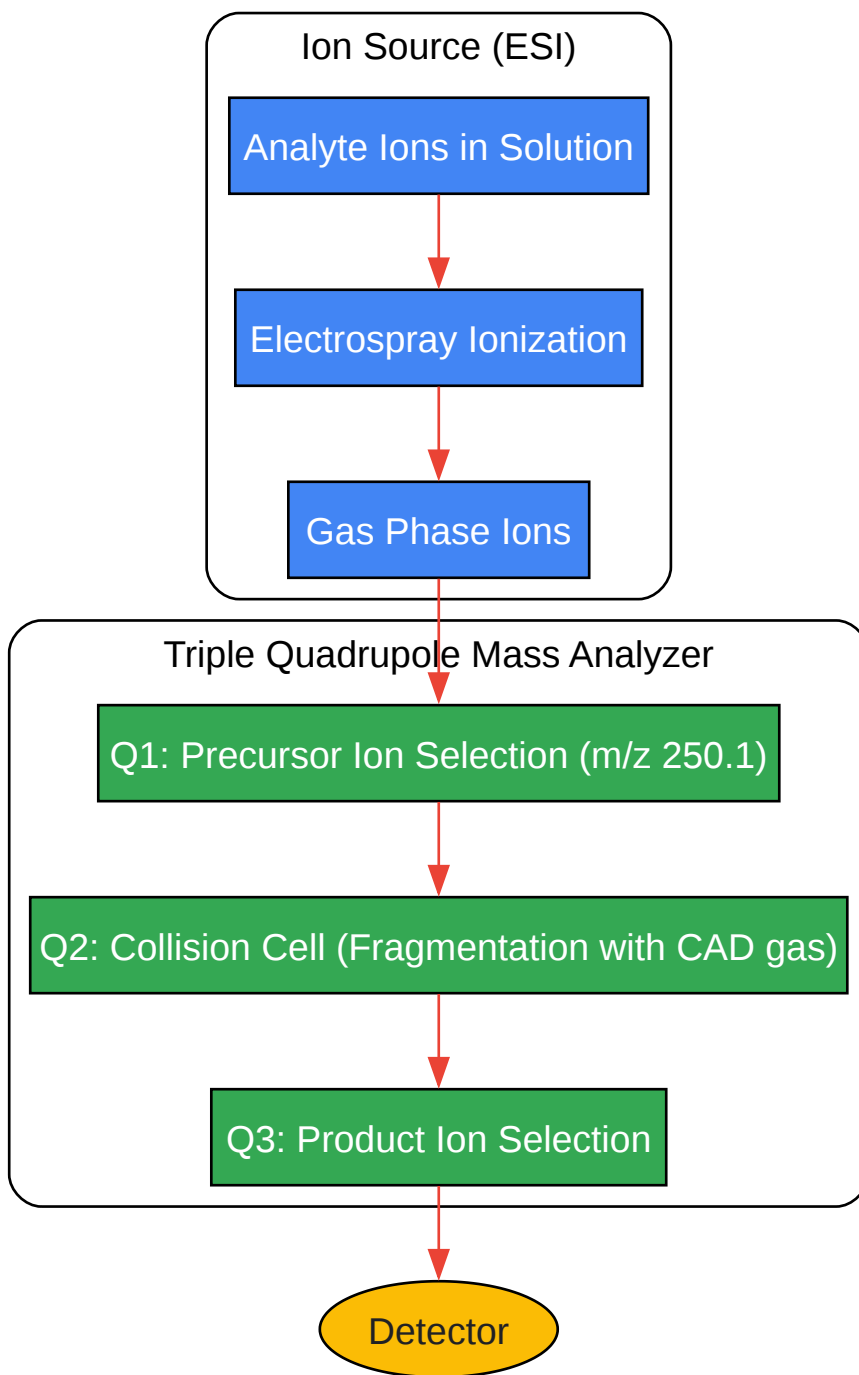 Ion Source (ESI)
Analyte Ions in Solution
Electrospray Ionization
Gas Phase Ions
Triple Quadrupole Mass Analyzer
Q1: Precursor Ion Selection (m/z 250.1)
Q2: Collision Cell (Fragmentation with CAD gas)
Q3: Product Ion Selection
Detector